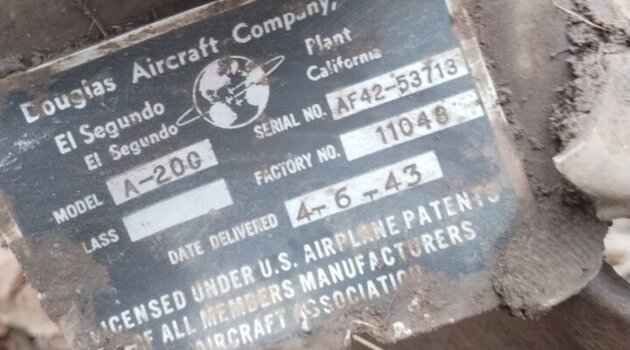 Douglas Aircraft Company,
El Segundo Plant
El Segundo California
MODEL A-20G SERIAL NO. AF42-53713
LASS FACTORY NO. 11048
DATE DELIVERED 4-6-43
ICENSED UNDER U.S. AIRPLANE PATENTS
OF ALL MEMBERS MANUFACTURERS
AIRCRAFT ASSOCIATION